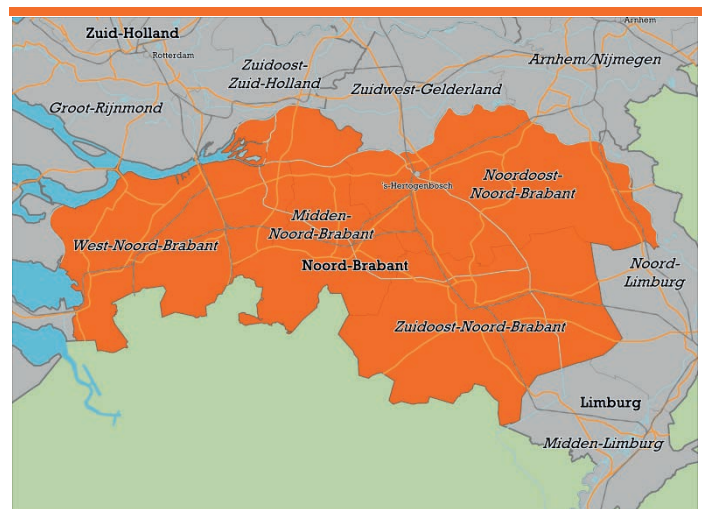 Arnhem
Zuid-Holland
Rotterdam
Zuidoost-
Zuid-Holland
Arnhem/Nijmegen
Zuidwest-Gelderland
Groot-Rijnmond
's-Hertogenbosch
Noordoost-
Noord-Brabant
Midden-
Noord-Brabant
West-Noord-Brabant
Noord-Brabant
Noord-
Limburg
Zuidoost-Noord-Brabant
Limburg
Midden-Limburg